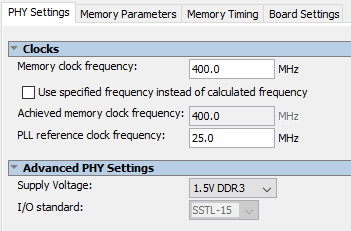 PHY Settings Memory Parameters Memory Timing Board Settings
Clocks
Memory clock frequency: 400.0 MHz
Use specified frequency instead of calculated frequency
Achieved memory clock frequency: 400.0 MHz
PLL reference clock frequency: 25.0 MHz
Advanced PHY Settings
Supply Voltage: 1.5V DDR3
I/O standard: SSTL-15